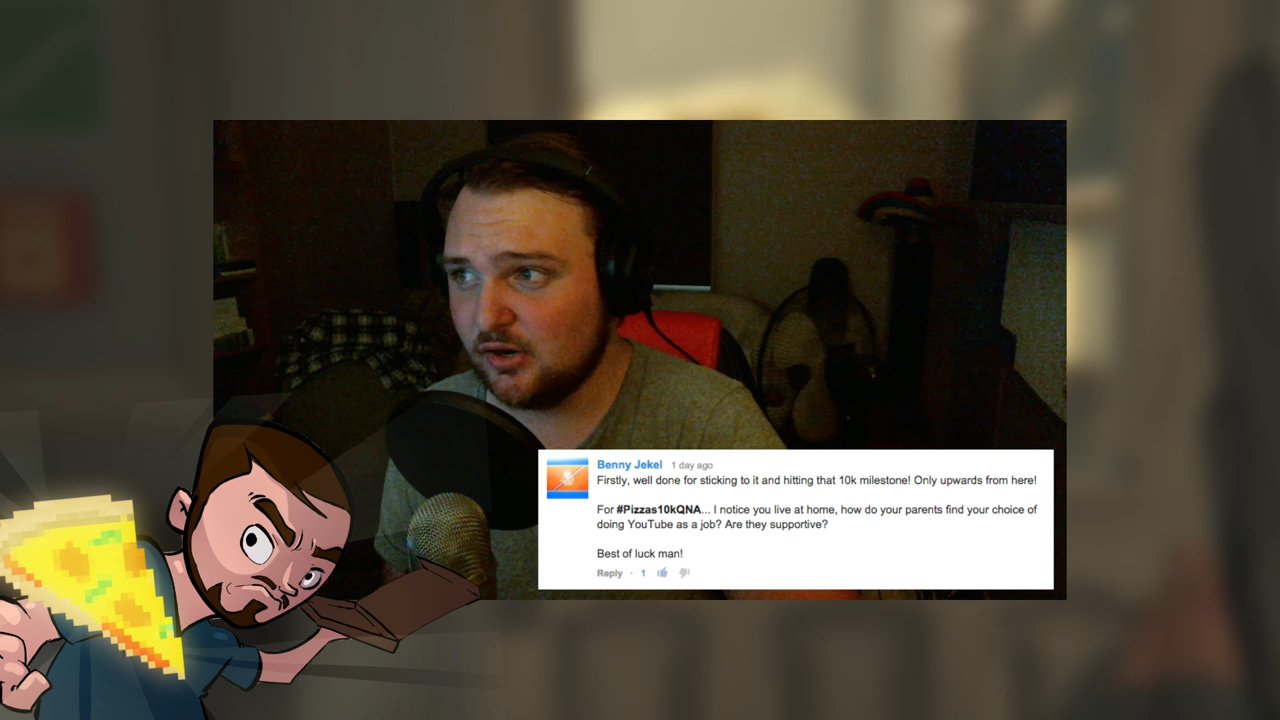 Benny Jekel 1 day ago
Firstly, well done for sticking to it and hitting that 10k milestone! Only upwards from here!
For #Pizzas10kQNA... I notice you live at home, how do your parents find your choice of
doing YouTube as a job? Are they supportive?
Best of luck man!
Reply · 1